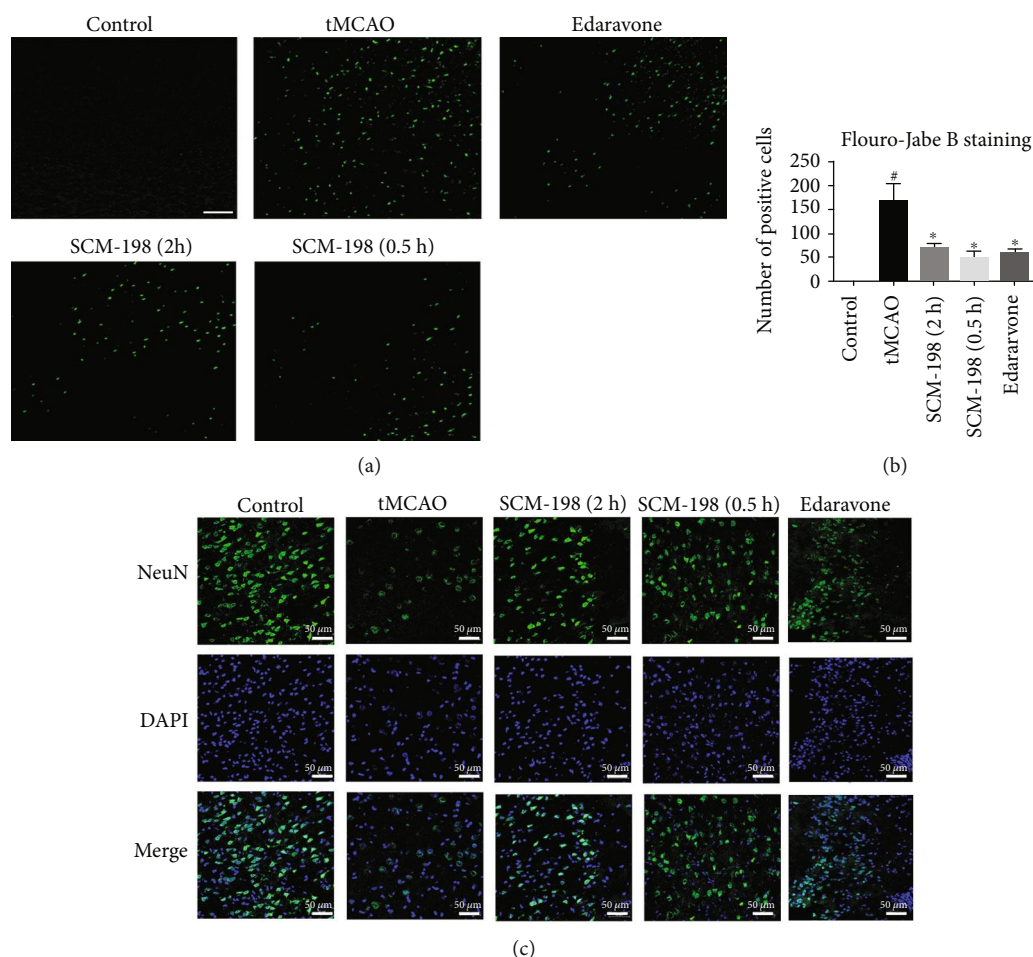 Control tMCAO Edaravone
SCM-198 (2h) SCM-198 (0.5 h)
(a)
Flouro-Jabe B staining
Number of positive cells
250
200
150
100
50
0
#
*
*
*
Control
tMCAO
SCM-198 (2 h)
SCM-198 (0.5 h)
Edararvone
(b)
Control tMCAO SCM-198 (2 h) SCM-198 (0.5 h) Edaravone
NeuN
50 μm 50 μm 50 μm 50 μm 50 μm
DAPI
50 μm 50 μm 50 μm 50 μm 50 μm
Merge
50 μm 50 μm 50 μm 50 μm 50 μm
(c)